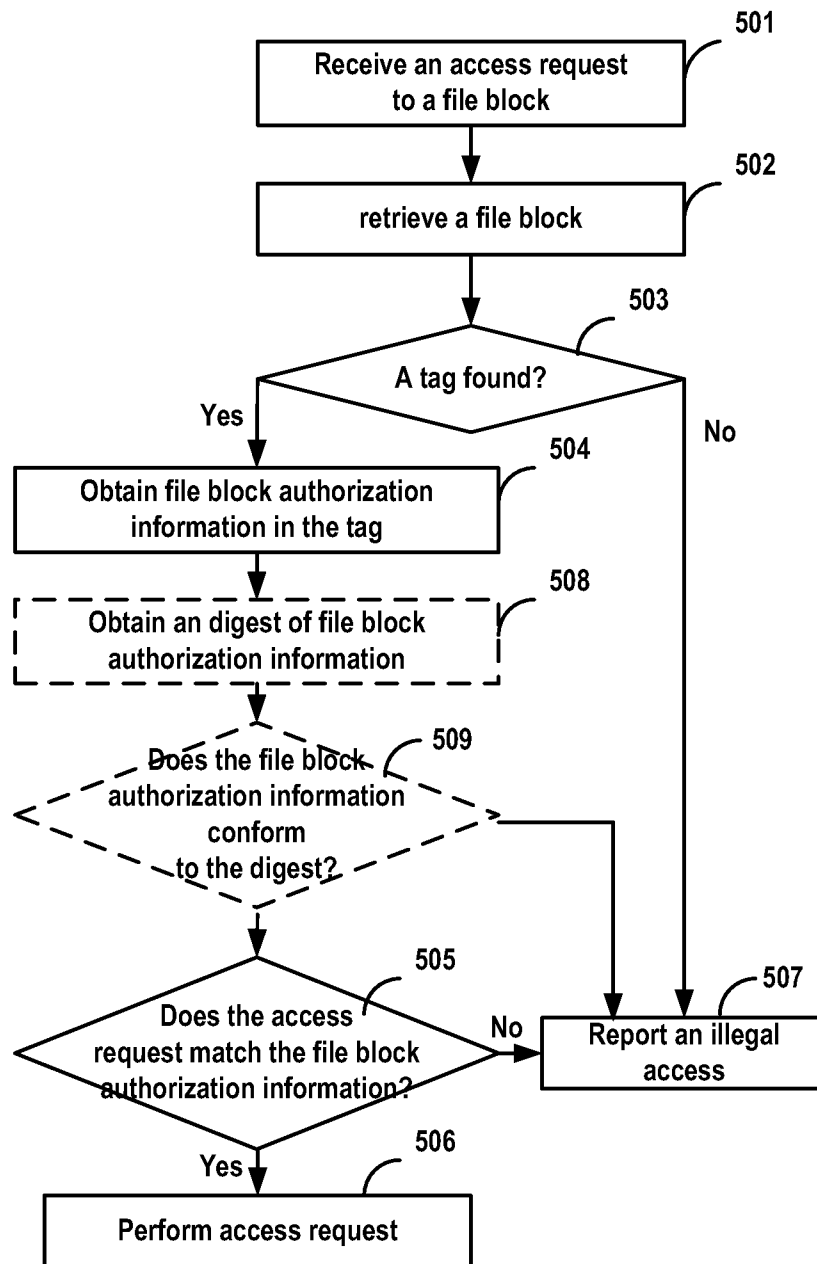 501
Receive an access request
to a file block
502
retrieve a file block
503
A tag found?
Yes
No
504
Obtain file block authorization
information in the tag
508
Obtain an digest of file block
authorization information
509
Does the file block
authorization information
conform
to the digest?
505
Does the access
request match the file block
authorization information?
No
507
Report an illegal
access
Yes
506
Perform access request